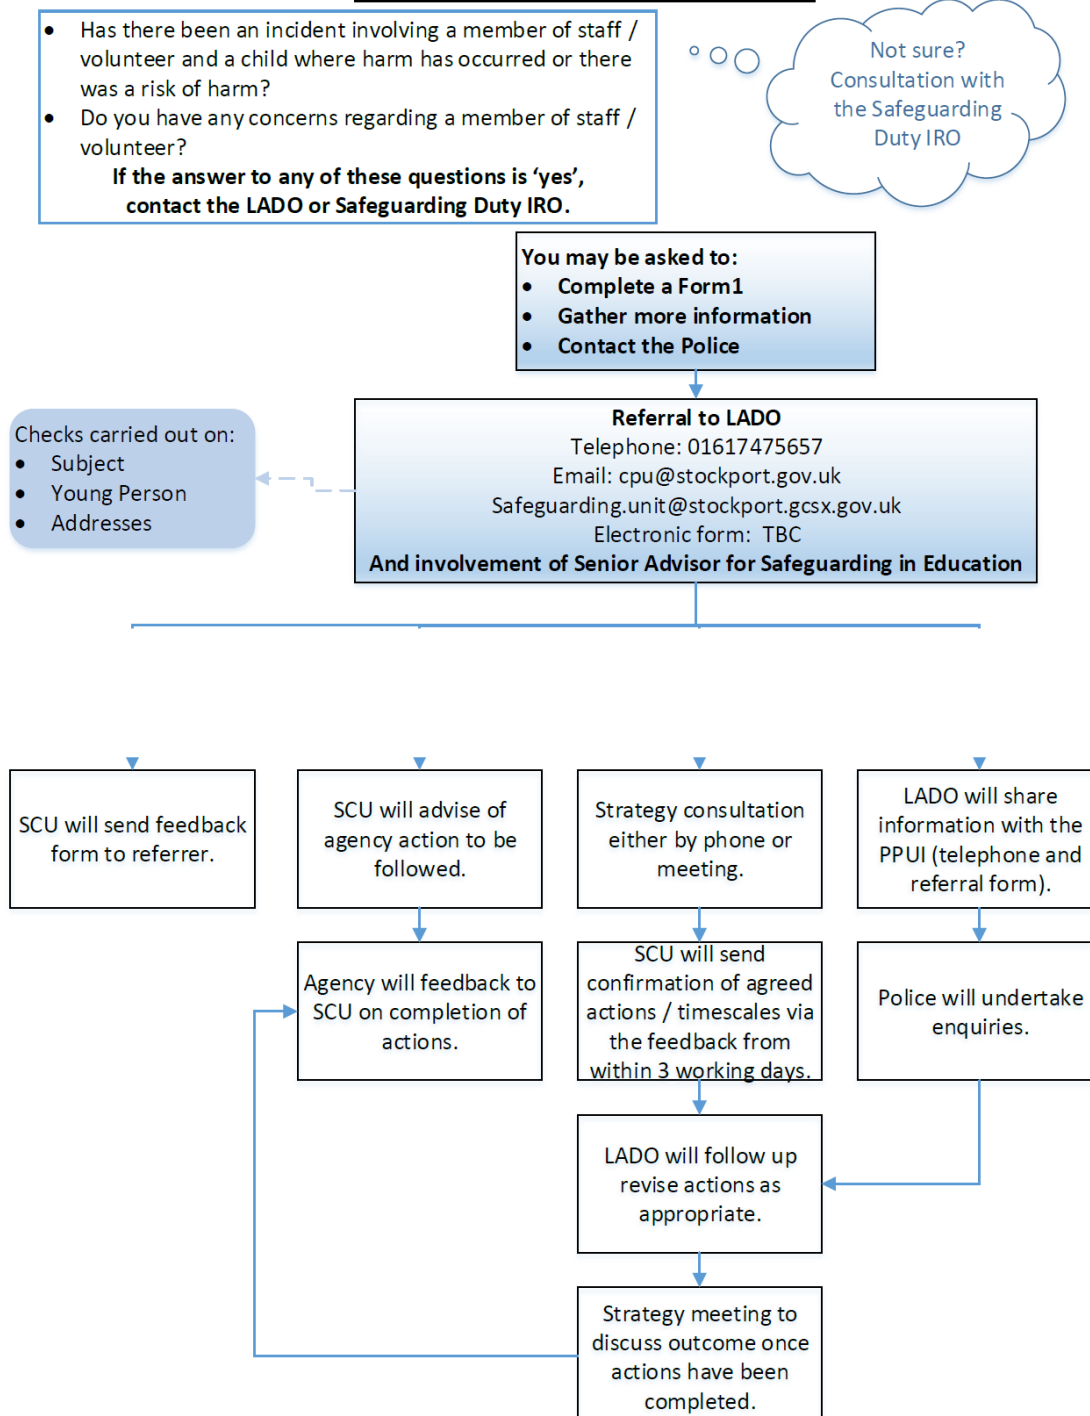 • Has there been an incident involving a member of staff /
volunteer and a child where harm has occurred or there
was a risk of harm?
• Do you have any concerns regarding a member of staff /
volunteer?
If the answer to any of these questions is ‘yes’,
contact the LADO or Safeguarding Duty IRO.
Not sure?
Consultation with
the Safeguarding
Duty IRO
You may be asked to:
• Complete a Form1
• Gather more information
• Contact the Police
Referral to LADO
Telephone: 01617475657
Email: cpu@stockport.gov.uk
Safeguarding.unit@stockport.gcsx.gov.uk
Electronic form: TBC
And involvement of Senior Advisor for Safeguarding in Education
Checks carried out on:
• Subject
• Young Person
• Addresses
SCU will send feedback
form to referrer.
SCU will advise of
agency action to be
followed.
Strategy consultation
either by phone or
meeting.
LADO will share
information with the
PPUI (telephone and
referral form).
Agency will feedback to
SCU on completion of
actions.
SCU will send
confirmation of agreed
actions / timescales via
the feedback from
within 3 working days.
Police will undertake
enquiries.
LADO will follow up
revise actions as
appropriate.
Strategy meeting to
discuss outcome once
actions have been
completed.